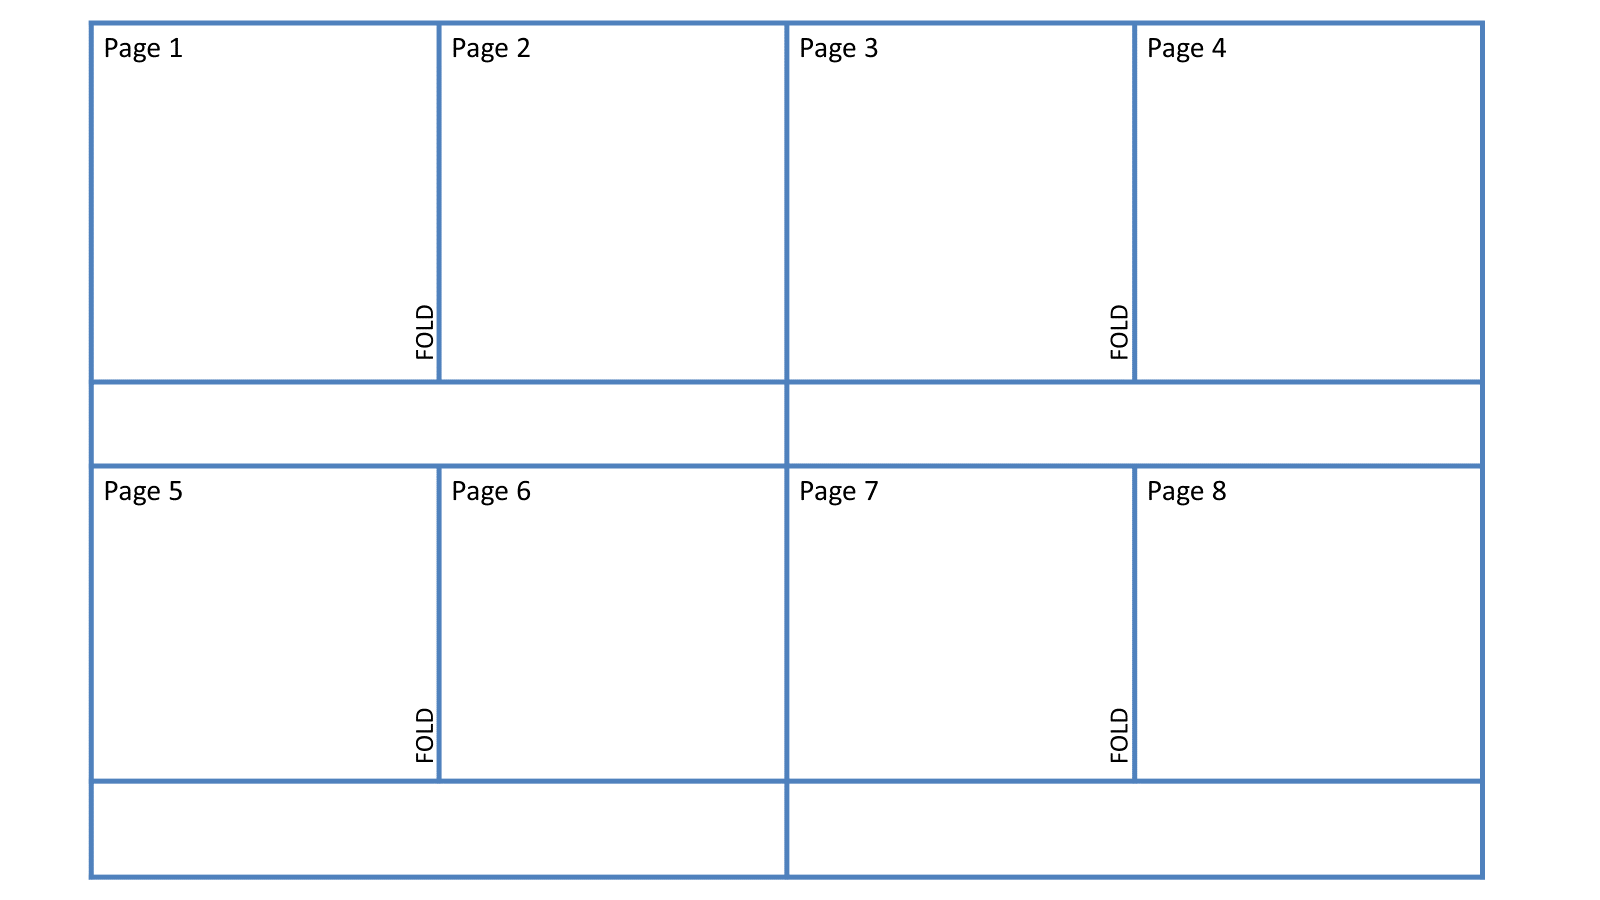 Page 1
Page 2
Page 3
Page 4
FOLD
FOLD
Page 5
Page 6
Page 7
Page 8
FOLD
FOLD